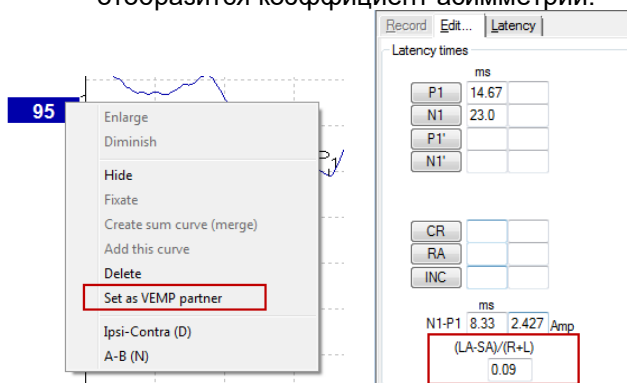 отобразится коэффициент асимметрии.
95
Enlarge
Diminish
Hide
Fixate
Create sum curve (merge)
Add this curve
Delete
Set as VEMP partner
Ipsi-Contra (D)
A-B (N)
P1
Record Edit... Latency
Latency times
ms
P1 14.67
N1 23.0
P1'
N1'
CR
RA
INC
ms
N1-P1 8.33 2.427 Amp
(LA-SA)/(R+L)
0.09